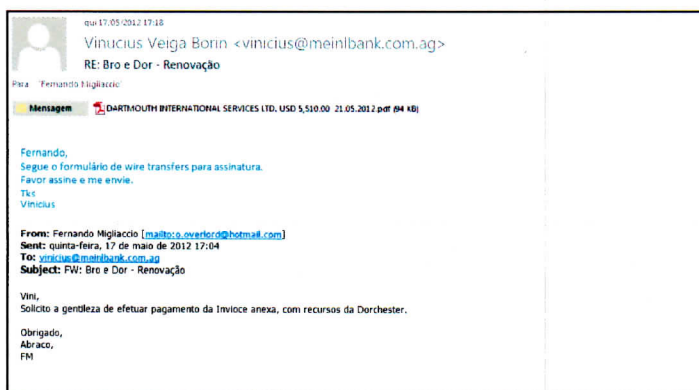 qui 17/05/2012 17:18
Vinucius Veiga Borin <vinicius@meinlbank.com.ag>
RE: Bro e Dor - Renovação
Para "Fernando Migliaccio"
Mensagem DARTMOUTH INTERNATIONAL SERVICES LTD. USD 5,510.00 21.05.2012.pdf (94 KB)
Fernando,
Segue o formulário de wire transfers para assinatura.
Favor assine e me envie.
Tks
Vinicius
From: Fernando Migliaccio [mailto:o.overlord@hotmail.com]
Sent: quinta-feira, 17 de maio de 2012 17:04
To: vinicius@meinlbank.com.ag
Subject: FW: Bro e Dor - Renovação
Vini,
Solicito a gentileza de efetuar pagamento da Invioce anexa, com recursos da Dorchester.
Obrigado,
Abraco,
FM